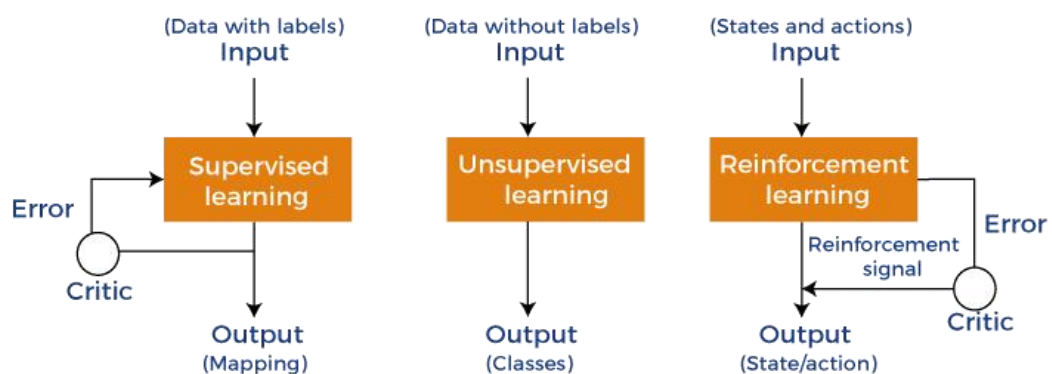 (Data with labels)
Input
Supervised
learning
Error
Critic
Output
(Mapping)
(Data without labels)
Input
Unsupervised
learning
Output
(Classes)
(States and actions)
Input
Reinforcement
learning
Error
Reinforcement
signal
Critic
Output
(State/action)